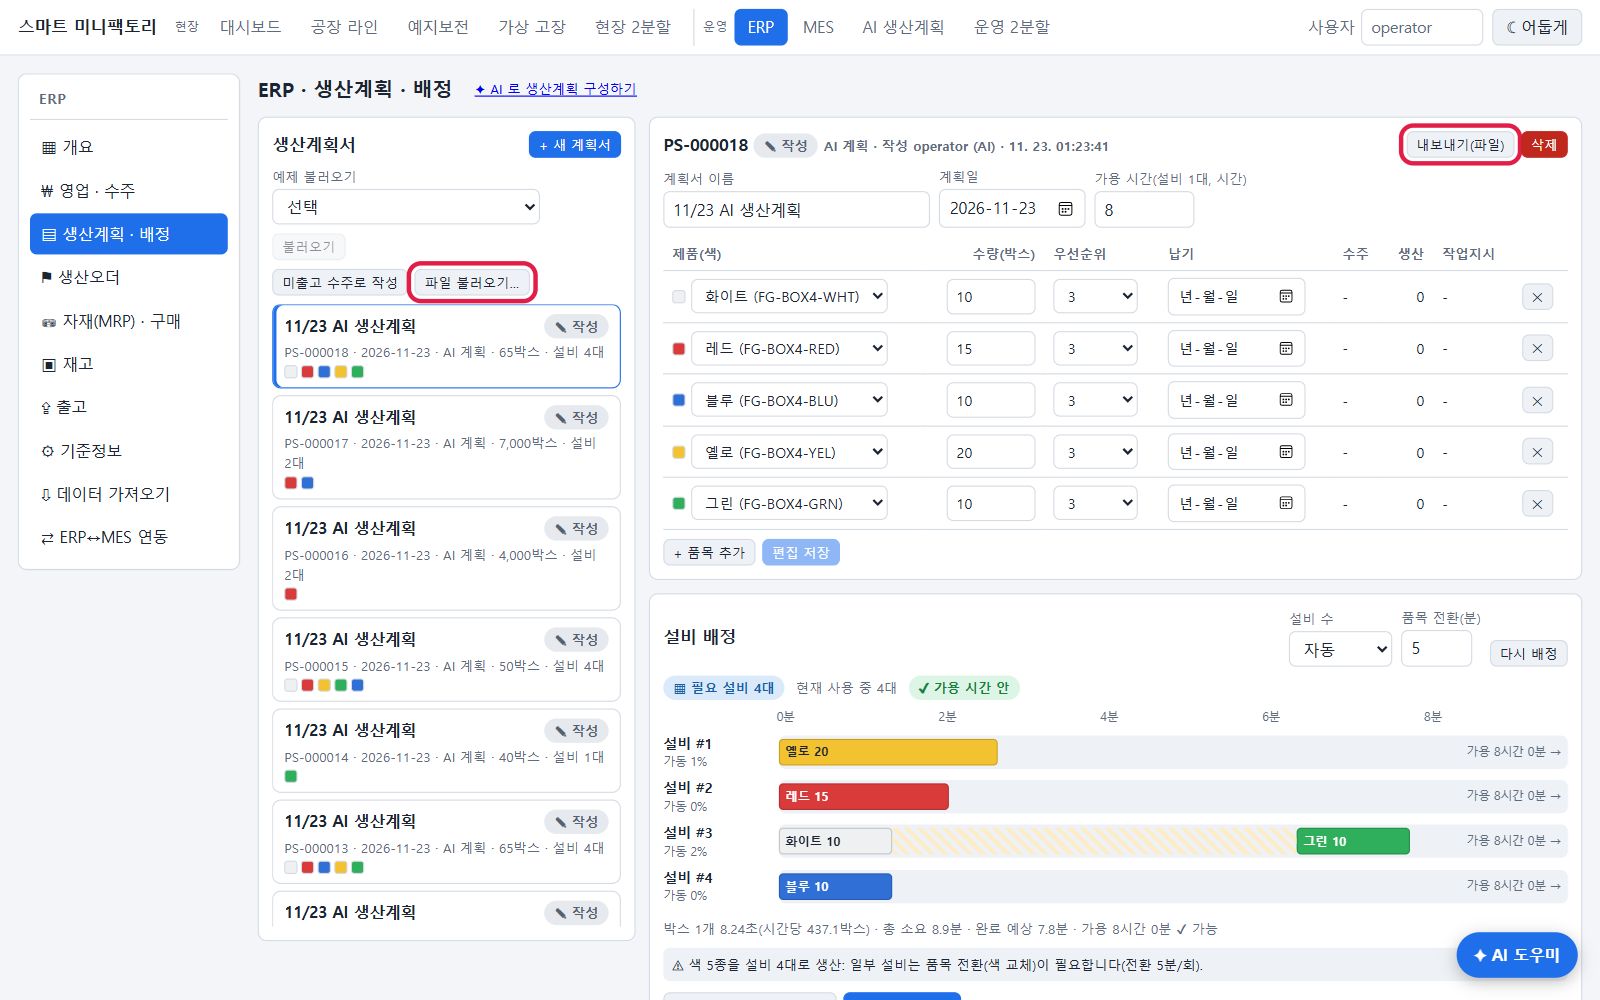 스마트 미니팩토리 현장 대시보드 공장 라인 예지보전 가상 고장 현장 2분할 운영 ERP MES AI 생산계획 운영 2분할 사용자 operator ☾ 어둡게
ERP
▦ 개요
₩ 영업 · 수주
▤ 생산계획 · 배정
⚑ 생산오더
자재(MRP) · 구매
▣ 재고
⇪ 출고
⚙ 기준정보
⇩ 데이터 가져오기
⇄ ERP↔MES 연동
ERP · 생산계획 · 배정 ✦ AI 로 생산계획 구성하기
생산계획서 + 새 계획서
예제 불러오기
선택
불러오기
미출고 수주로 작성 파일 불러오기...
11/23 AI 생산계획 ✎ 작성
PS-000018 · 2026-11-23 · AI 계획 · 65박스 · 설비 4대
11/23 AI 생산계획 ✎ 작성
PS-000017 · 2026-11-23 · AI 계획 · 7,000박스 · 설비
2대
11/23 AI 생산계획 ✎ 작성
PS-000016 · 2026-11-23 · AI 계획 · 4,000박스 · 설비
2대
11/23 AI 생산계획 ✎ 작성
PS-000015 · 2026-11-23 · AI 계획 · 50박스 · 설비 4대
11/23 AI 생산계획 ✎ 작성
PS-000014 · 2026-11-23 · AI 계획 · 40박스 · 설비 1대
11/23 AI 생산계획 ✎ 작성
PS-000013 · 2026-11-23 · AI 계획 · 65박스 · 설비 4대
11/23 AI 생산계획 ✎ 작성
PS-000018 ✎ 작성 AI 계획 · 작성 operator (AI) · 11. 23. 01:23:41 내보내기(파일) 삭제
계획서 이름 계획일 가용 시간(설비 1대, 시간)
11/23 AI 생산계획 2026-11-23 8
제품(색) 수량(박스) 우선순위 납기 수주 생산 작업지시
화이트 (FG-BOX4-WHT) 10 3 년-월-일 - 0 - ×
레드 (FG-BOX4-RED) 15 3 년-월-일 - 0 - ×
블루 (FG-BOX4-BLU) 10 3 년-월-일 - 0 - ×
옐로 (FG-BOX4-YEL) 20 3 년-월-일 - 0 - ×
그린 (FG-BOX4-GRN) 10 3 년-월-일 - 0 - ×
+ 품목 추가 편집 저장
설비 배정
설비 수 품목 전환(분)
자동 5 다시 배정
▦ 필요 설비 4대 현재 사용 중 4대 ✓ 가용 시간 안
0분 2분 4분 6분 8분
설비 #1 옐로 20 가용 8시간 0분 →
가동 1%
설비 #2 레드 15 가용 8시간 0분 →
가동 0%
설비 #3 화이트 10 그린 10 가용 8시간 0분 →
가동 2%
설비 #4 블루 10 가용 8시간 0분 →
가동 0%
박스 1개 8.24초(시간당 437.1박스) · 총 소요 8.9분 · 완료 예상 7.8분 · 가용 8시간 0분 ✓ 가능
⚠ 색 5종을 설비 4대로 생산: 일부 설비는 품목 전환(색 교체)이 필요합니다(전환 5분/회).
✦ AI 도우미